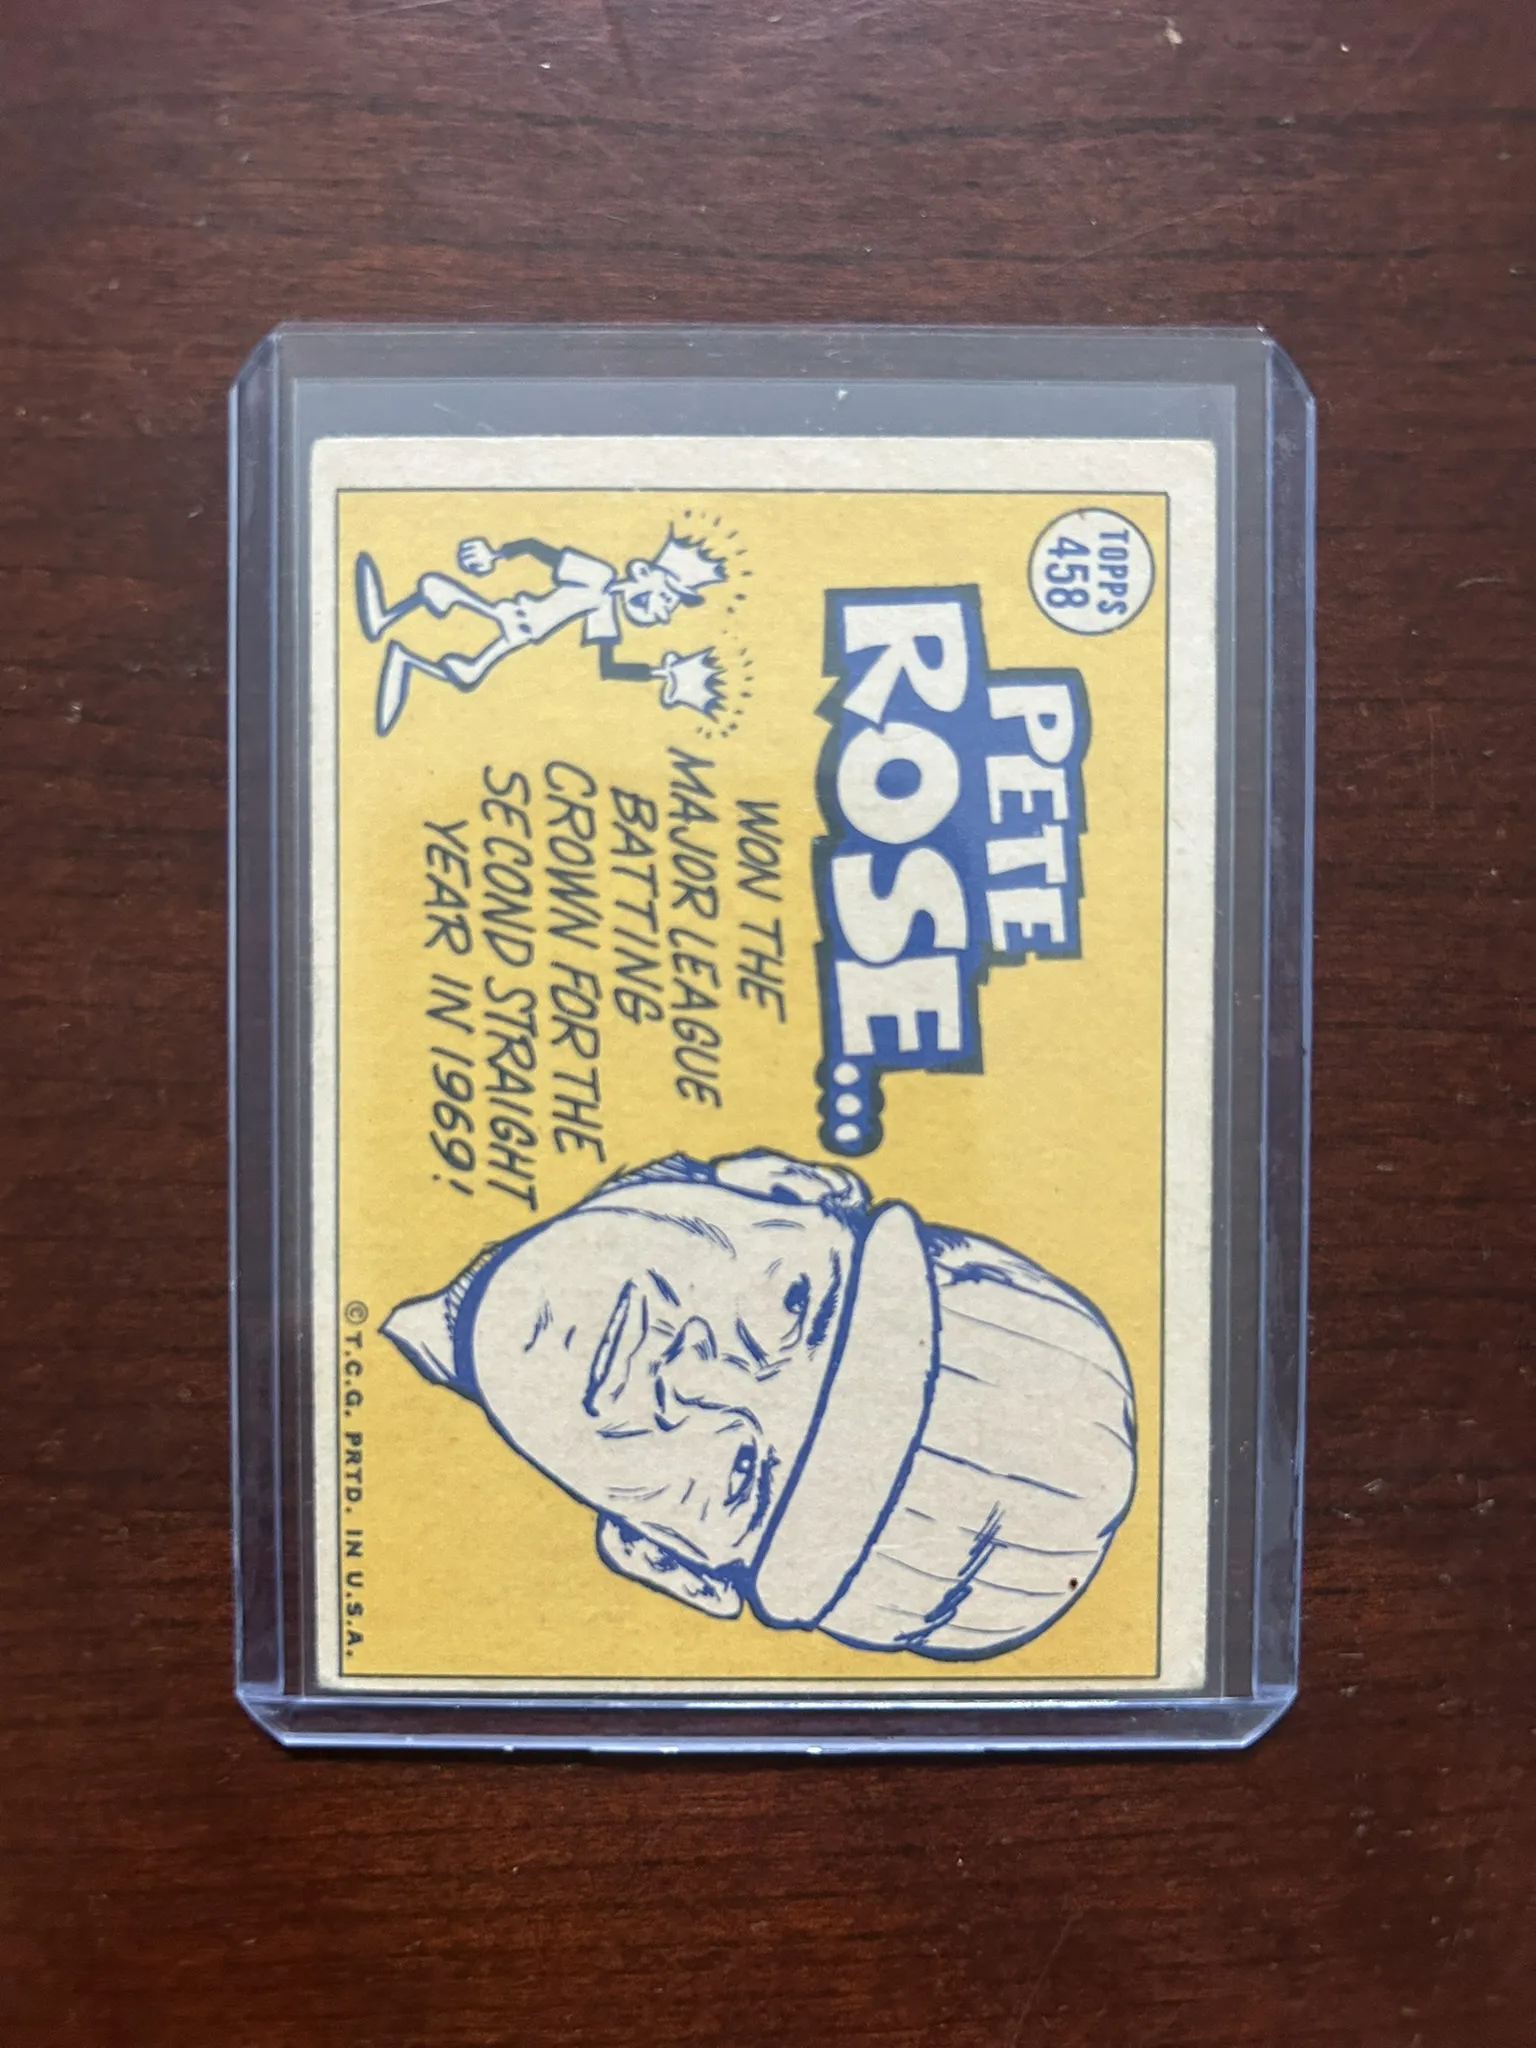 TOPPS
458
PETE
ROSE...
WON THE
MAJOR LEAGUE
BATTING
CROWN FOR THE
SECOND STRAIGHT
YEAR IN 1969!
©T.C.G. PRTD. IN U.S.A.